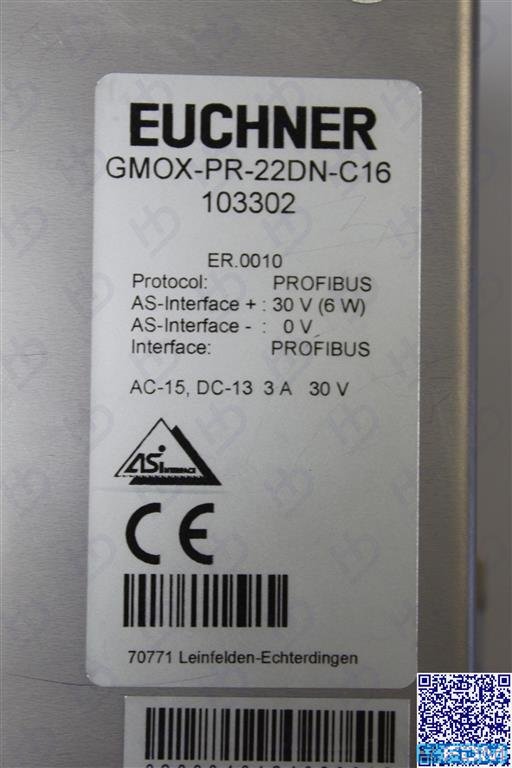 EUCHNER
GMOX-PR-22DN-C16
103302
ER.0010
Protocol: PROFIBUS
AS-Interface + : 30 V (6 W)
AS-Interface - : 0 V
Interface: PROFIBUS
AC-15, DC-13 3 A 30 V
ASi
INTERFACE
CE
70771 Leinfelden-Echterdingen